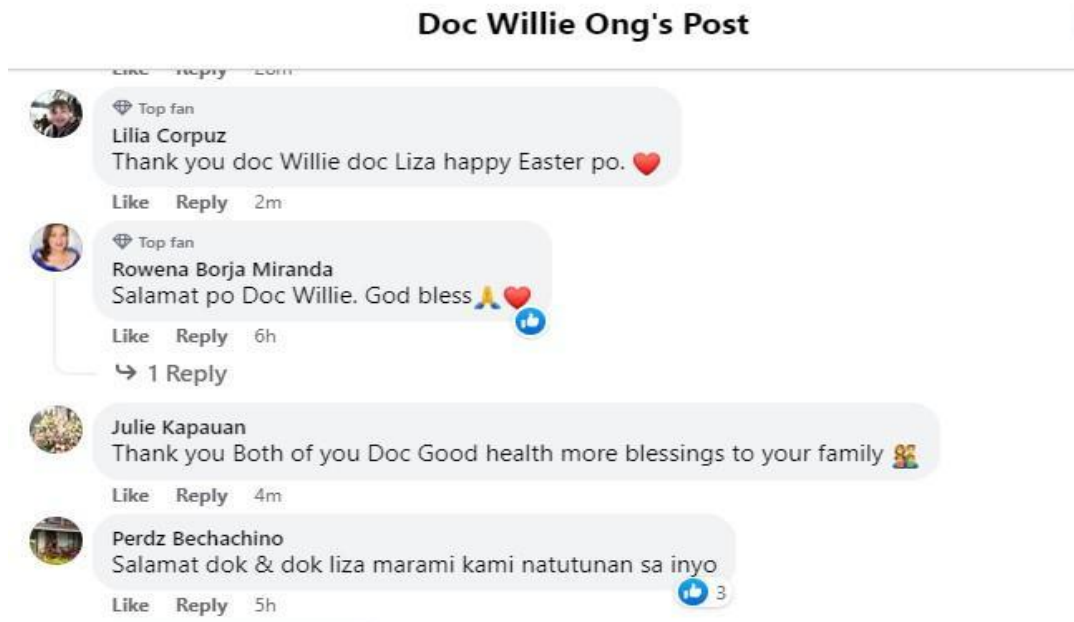 Doc Willie Ong's Post
Like Reply 20m
Top fan
Lilia Corpuz
Thank you doc Willie doc Liza happy Easter po. ❤️
Like Reply 2m
Top fan
Rowena Borja Miranda
Salamat po Doc Willie. God bless🙏❤️
Like Reply 6h
1 Reply
Julie Kapauan
Thank you Both of you Doc Good health more blessings to your family
Like Reply 4m
Perdz Bechachino
Salamat dok & dok liza marami kami natutunan sa inyo
3
Like Reply 5h